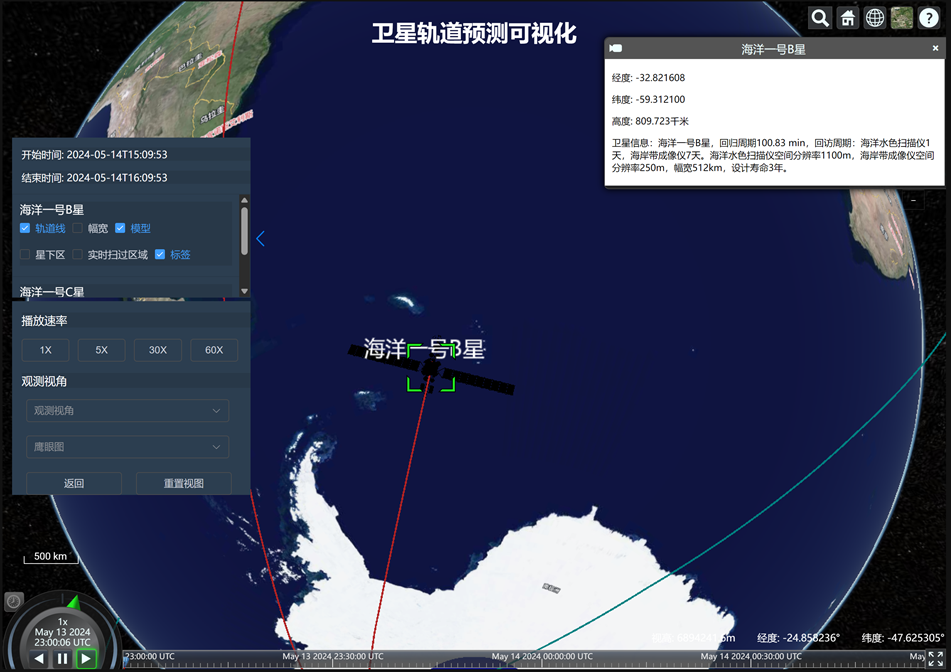 卫星轨道预测可视化
海洋一号B星
经度: -32.821608
纬度: -59.312100
高度: 809.723千米
卫星信息：海洋一号B星，回归周期100.83 min，回访周期：海洋水色扫描仪1
天，海岸带成像仪7天。海洋水色扫描仪空间分辨率1100m，海岸带成像仪空间
分辨率250m，幅宽512km，设计寿命3年。
开始时间: 2024-05-14T15:09:53
结束时间: 2024-05-14T16:09:53
海洋一号B星
轨道线 幅宽 模型
星下区 实时扫过区域 标签
海洋一号C星
播放速率
1X 5X 30X 60X
观测视角
观测视角
鹰眼图
返回 重置视图
海洋一号B星
乌拉圭
500 km
1x
May 13 2024
23:00:06 UTC
23:00:00 UTC May 13 2024 23:30:00 UTC May 14 2024 00:00:00 UTC May 14 2024 00:30:00 UTC May
经度: -24.858236° 纬度: -47.625305°